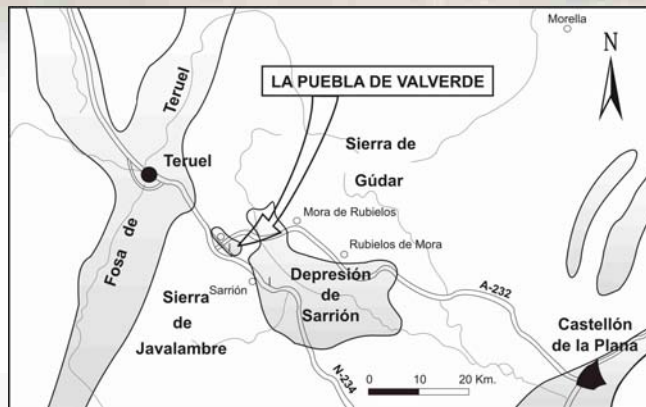 Morella
N
LA PUEBLA DE VALVERDE
Teruel
Sierra de
Gúdar
Teruel
Mora de Rubielos
Rubielos de Mora
Fosa de
Sarrión
Depresión
de
Sarrión
A-232
Sierra
de
Javalambre
Castellón
de la Plana
N-234
0 10 20 Km.